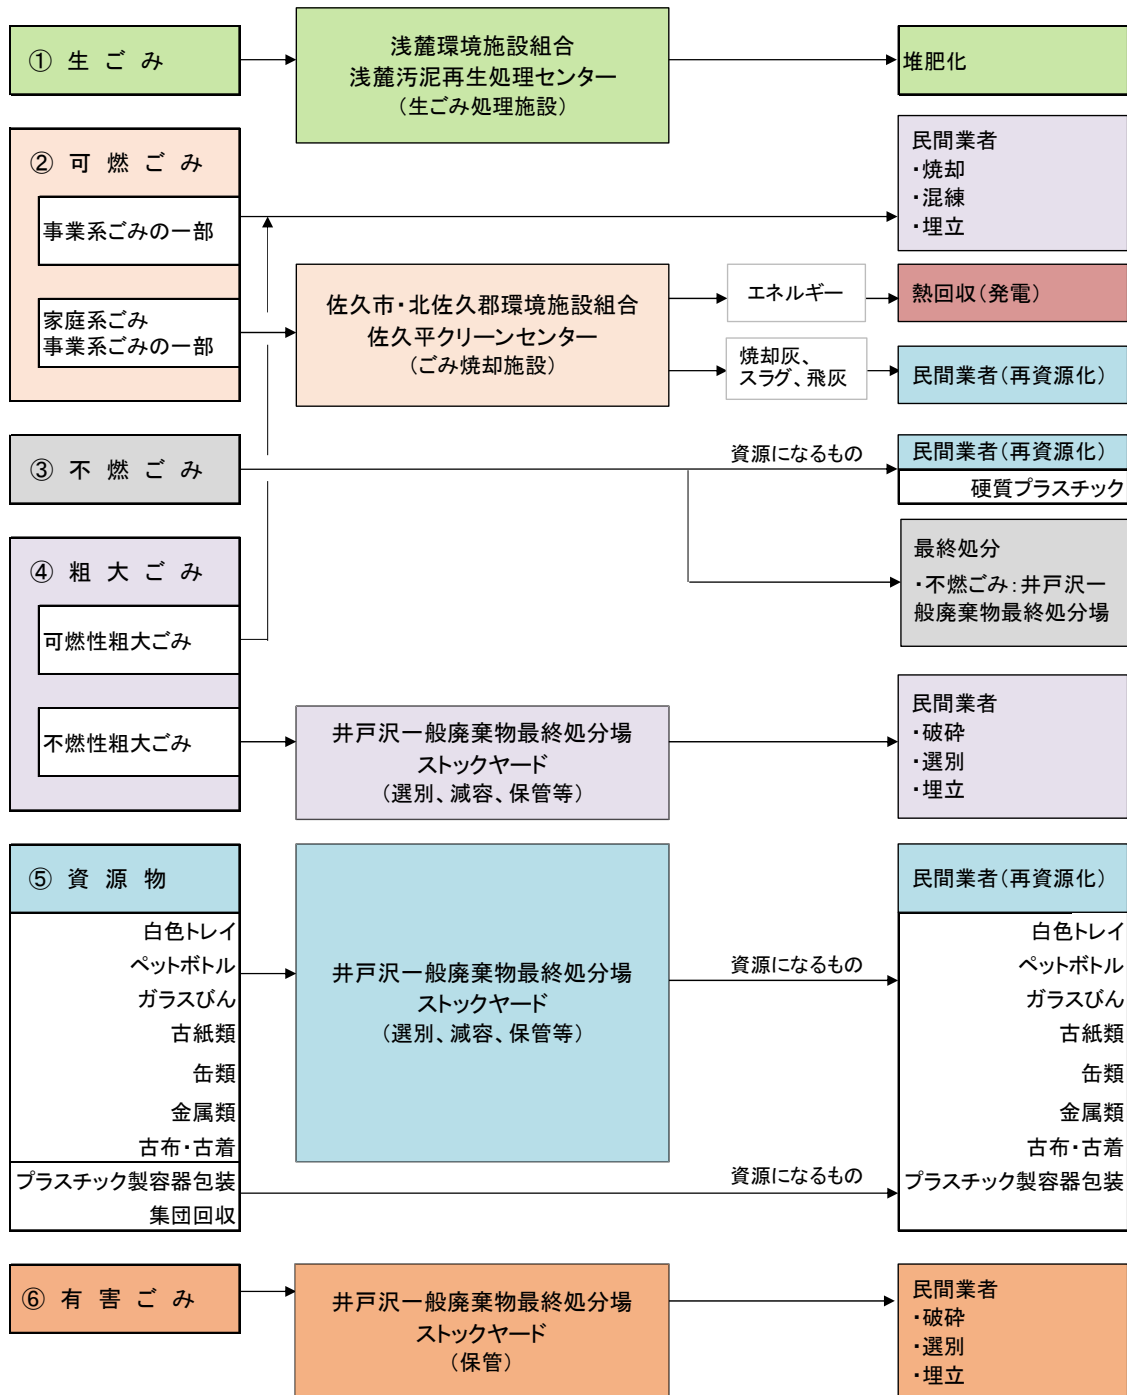 ① 生 ご み
浅麓環境施設組合
浅麓汚泥再生処理センター
（生ごみ処理施設）
堆肥化
② 可 燃 ご み
事業系ごみの一部
家庭系ごみ
事業系ごみの一部
民間業者
・焼却
・混練
・埋立
佐久市・北佐久郡環境施設組合
佐久平クリーンセンター
（ごみ焼却施設）
エネルギー
熱回収（発電）
焼却灰、
スラグ、飛灰
民間業者（再資源化）
③ 不 燃 ご み
資源になるもの
民間業者（再資源化）
硬質プラスチック
最終処分
・不燃ごみ：井戸沢一
般廃棄物最終処分場
④ 粗 大 ご み
可燃性粗大ごみ
不燃性粗大ごみ
井戸沢一般廃棄物最終処分場
ストックヤード
（選別、減容、保管等）
民間業者
・破砕
・選別
・埋立
⑤ 資 源 物
白色トレイ
ペットボトル
ガラスびん
古紙類
缶類
金属類
古布・古着
プラスチック製容器包装
集団回収
井戸沢一般廃棄物最終処分場
ストックヤード
（選別、減容、保管等）
資源になるもの
資源になるもの
民間業者（再資源化）
白色トレイ
ペットボトル
ガラスびん
古紙類
缶類
金属類
古布・古着
プラスチック製容器包装
⑥ 有 害 ご み
井戸沢一般廃棄物最終処分場
ストックヤード
（保管）
民間業者
・破砕
・選別
・埋立